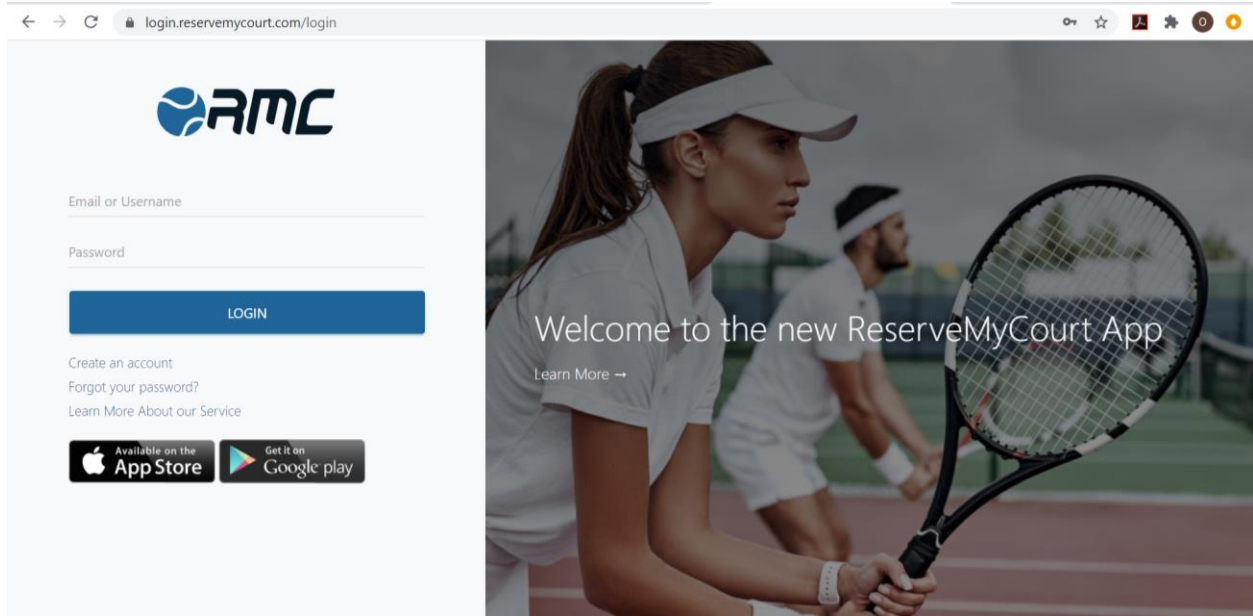 login.reservemycourt.com/login
O
RMC
Email or Username
Password
LOGIN
Create an account
Forgot your password?
Learn More About our Service
Available on the
App Store
Get it on
Google play
Welcome to the new ReserveMyCourt App
Learn More →